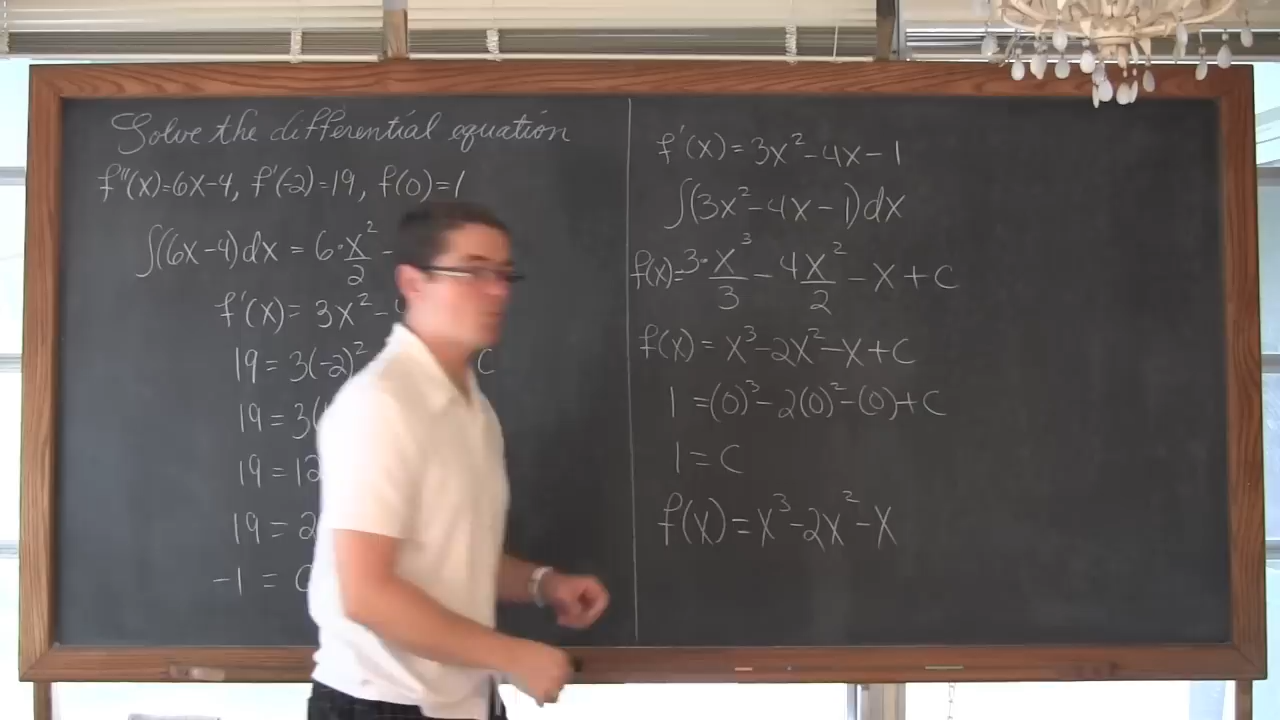 Solve the differential equation
f''(x)=6x-4, f'(-2)=19, f(0)=1
∫(6x-4)dx = 6·x²/2 -
f'(x)= 3x²-
19= 3(-2)² C
19= 3(
19=12
19=2
-1 = C
f'(x)=3x²-4x-1
∫(3x²-4x-1)dx
f(x)=3·x³/3 - 4x²/2 - x + C
f(x)= x³-2x²-x+C
1 =(0)³-2(0)²-(0)+C
1=C
f(x)=x³-2x²-x